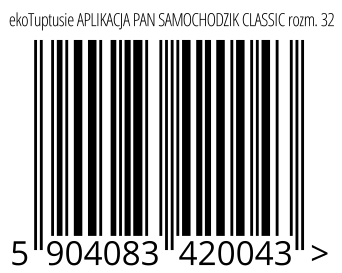 ekoTuptusie APLIKACJA PAN SAMOCHODZIK CLASSIC rozm. 32
5 904083 420043 >